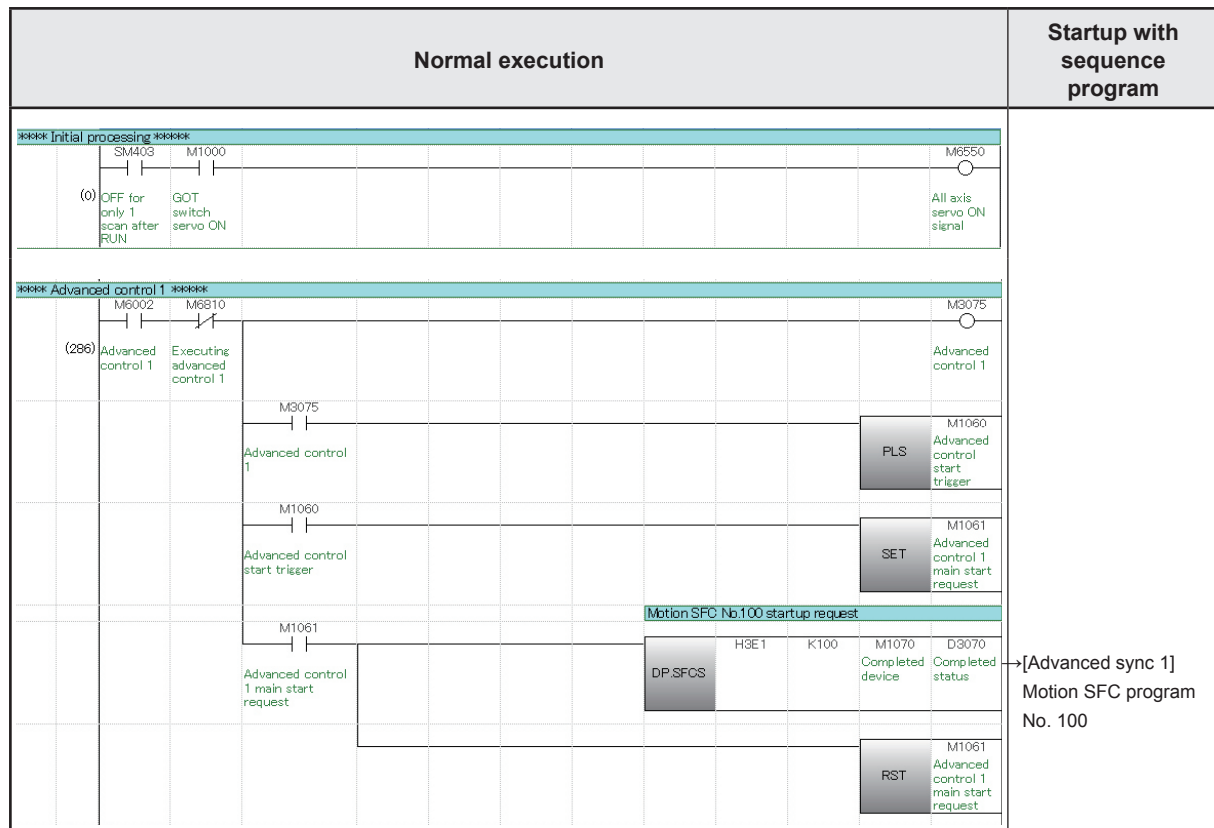 Normal execution
Startup with
sequence
program
***** Initial processing *****
SM403 M1000 M6550
(0) OFF for only 1 scan after RUN
GOT switch servo ON
All axis servo ON signal
***** Advanced control 1 *****
M6002 M6810 M3075
(286) Advanced control 1
Executing advanced control 1
Advanced control 1
M3075
Advanced control 1
PLS
M1060
Advanced control start trigger
M1060
Advanced control start trigger
SET
M1061
Advanced control 1 main start request
Motion SFC No.100 startup request
M1061
Advanced control 1 main start request
DP.SFCS
H3E1 K100 M1070 D3070
Completed device
Completed status
→[Advanced sync 1]
Motion SFC program
No. 100
RST
M1061
Advanced control 1 main start request